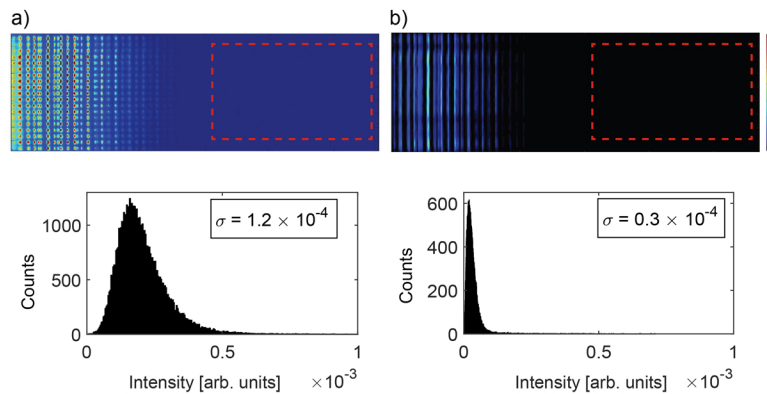 a)
b)
σ = 1.2 × 10⁻⁴
1000
500
0
Counts
0
0.5
1
Intensity [arb. units]
×10⁻³
σ = 0.3 × 10⁻⁴
600
400
200
0
Counts
0
0.5
1
Intensity [arb. units]
×10⁻³